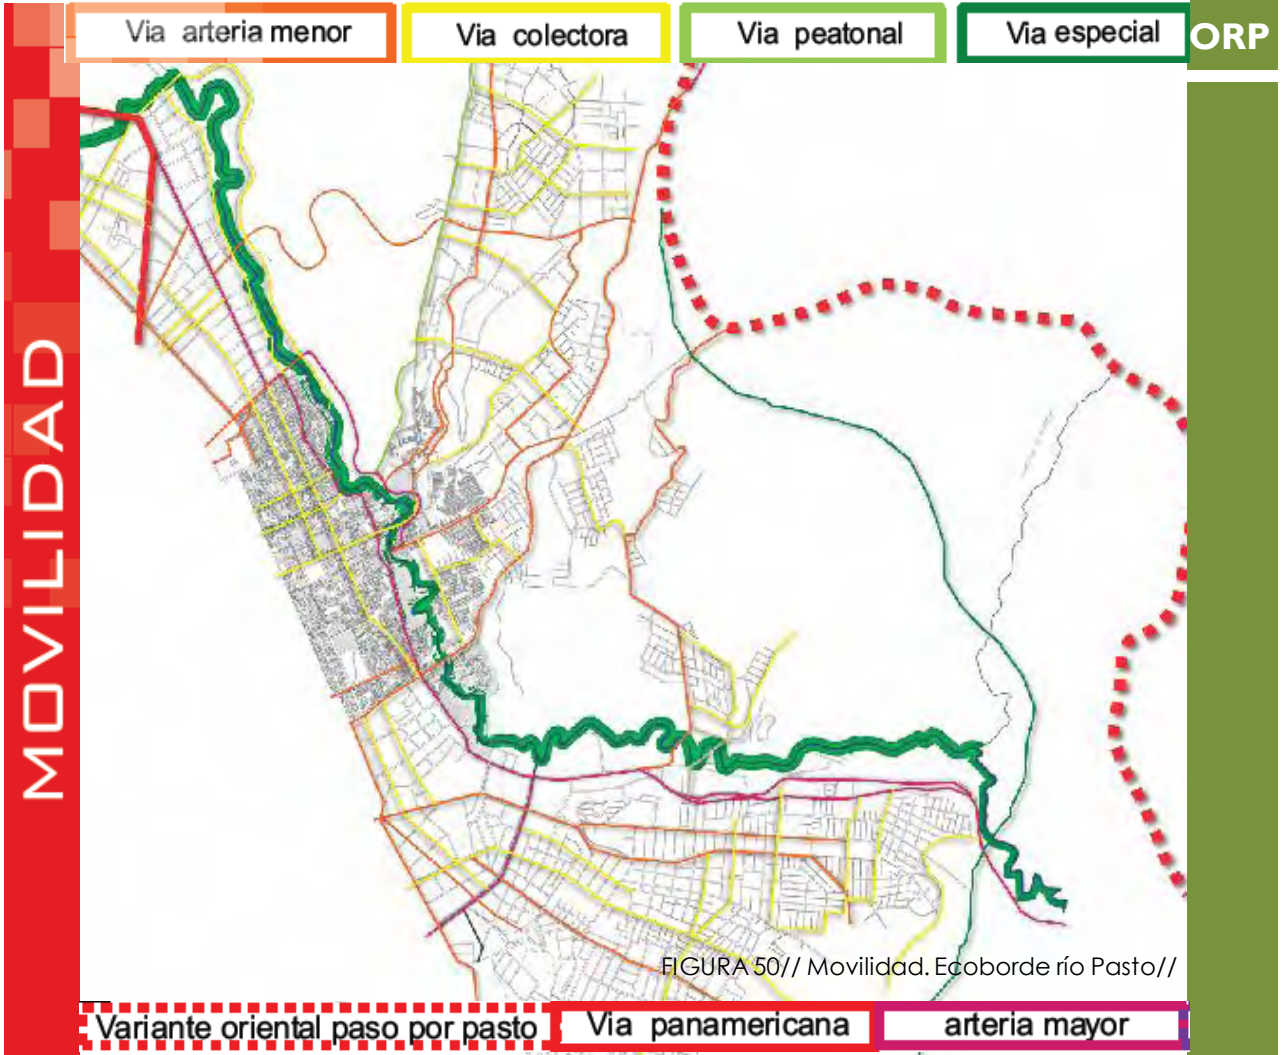 Via arteria menor
Via colectora
Via peatonal
Via especial
ORP
MOVILIDAD
FIGURA 50// Movilidad. Ecoborde río Pasto//
Variante oriental paso por pasto
Via panamericana
arteria mayor